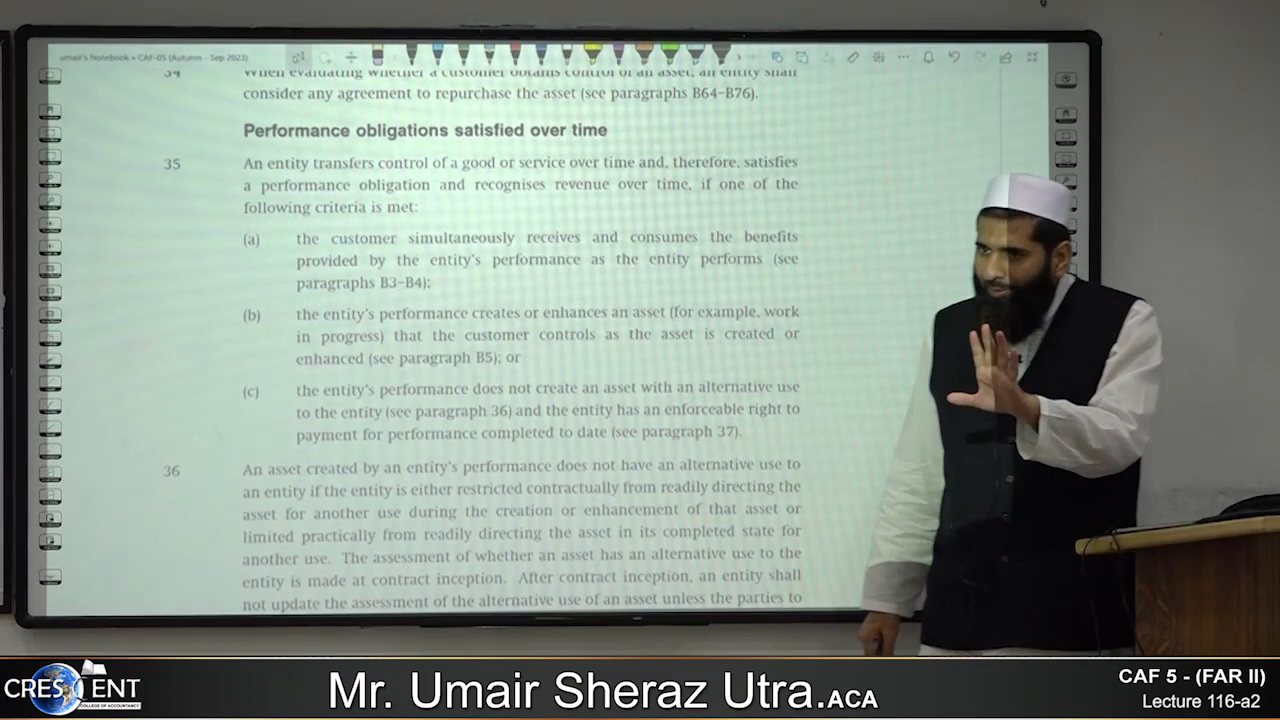 umair's Notebook » CAF-05 (Autumn - Sep 2023)
34 When evaluating whether a customer obtains control of an asset, an entity shall
consider any agreement to repurchase the asset (see paragraphs B64–B76).
Performance obligations satisfied over time
35 An entity transfers control of a good or service over time and, therefore, satisfies
a performance obligation and recognises revenue over time, if one of the
following criteria is met:
(a) the customer simultaneously receives and consumes the benefits
provided by the entity's performance as the entity performs (see
paragraphs B3–B4);
(b) the entity's performance creates or enhances an asset (for example, work
in progress) that the customer controls as the asset is created or
enhanced (see paragraph B5); or
(c) the entity's performance does not create an asset with an alternative use
to the entity (see paragraph 36) and the entity has an enforceable right to
payment for performance completed to date (see paragraph 37).
36 An asset created by an entity's performance does not have an alternative use to
an entity if the entity is either restricted contractually from readily directing the
asset for another use during the creation or enhancement of that asset or
limited practically from readily directing the asset in its completed state for
another use. The assessment of whether an asset has an alternative use to the
entity is made at contract inception. After contract inception, an entity shall
not update the assessment of the alternative use of an asset unless the parties to
CRESCENT
COLLEGE OF ACCOUNTANCY
Mr. Umair Sheraz Utra.ACA
CAF 5 - (FAR II)
Lecture 116-a2